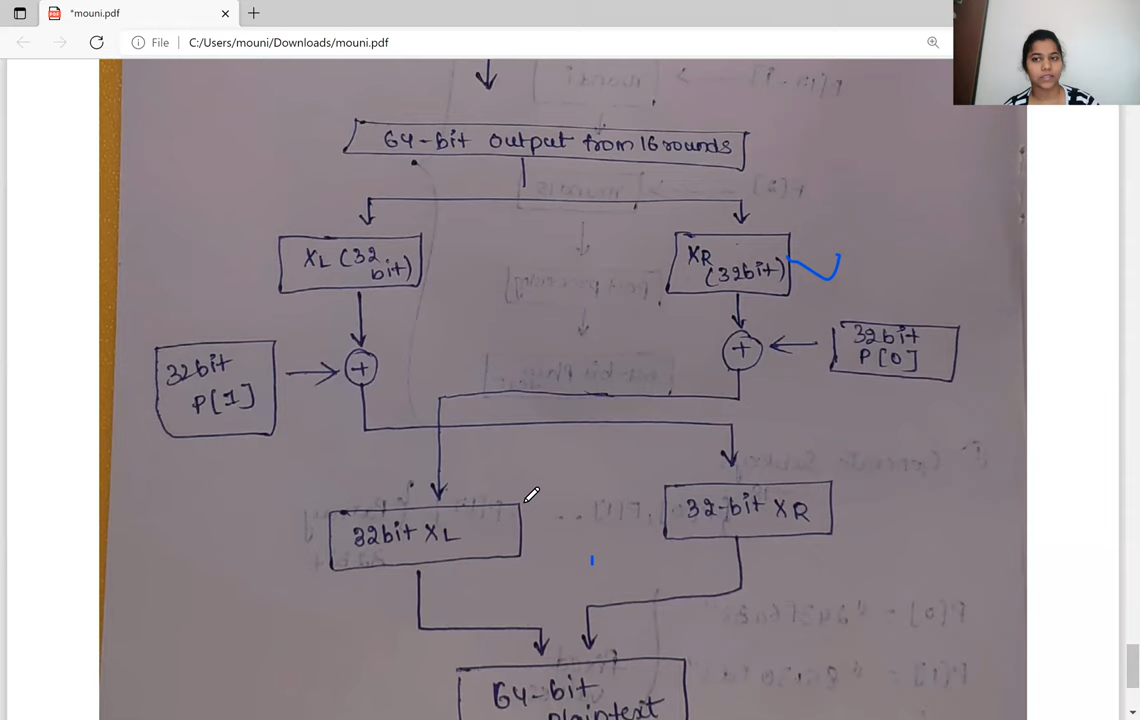 *mouni.pdf
File
C:/Users/mouni/Downloads/mouni.pdf
64-bit output from 16 rounds
XL (32
bit)
XR
(32bit)
32bit
P[1]
+
+
32bit
P[0]
32bit XL
32-bit XR
64-bit
plaintext